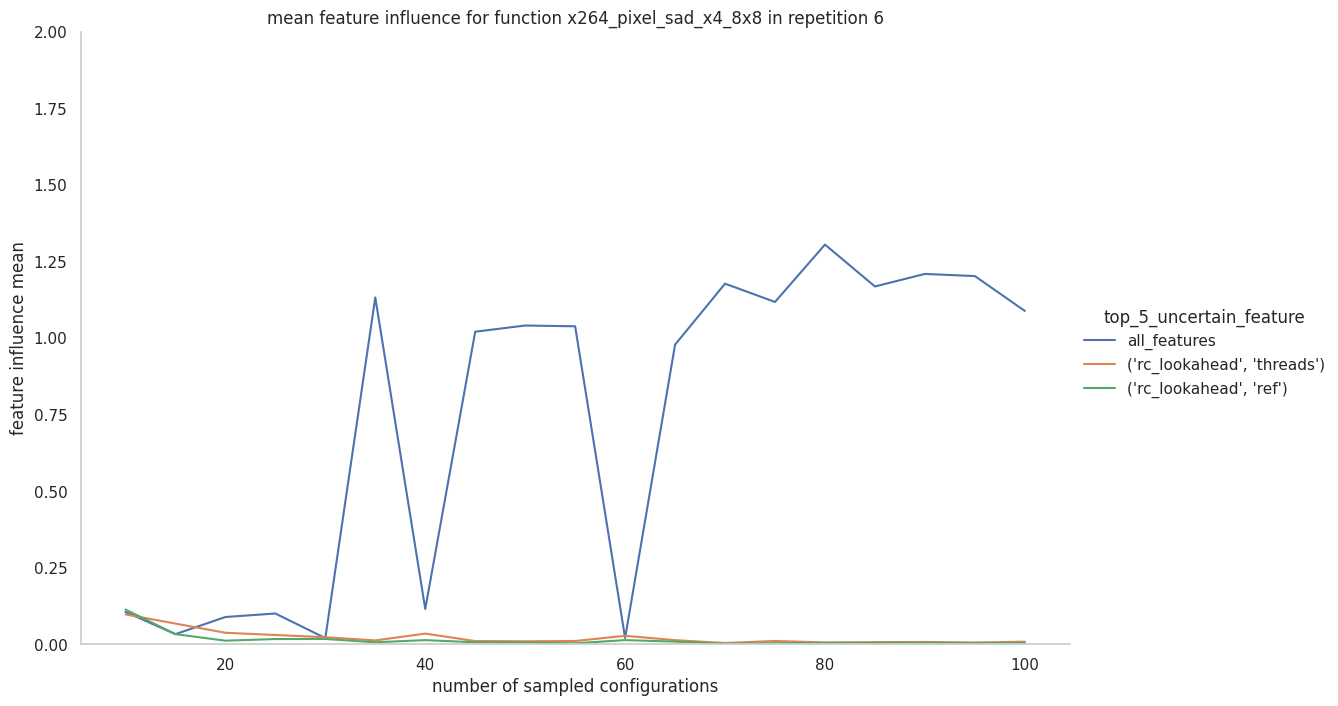 mean feature influence for function x264_pixel_sad_x4_8x8 in repetition 6
2.00
1.75
1.50
1.25
1.00
0.75
0.50
0.25
0.00
feature influence mean
20
40
60
80
100
number of sampled configurations
top_5_uncertain_feature
all_features
('rc_lookahead', 'threads')
('rc_lookahead', 'ref')